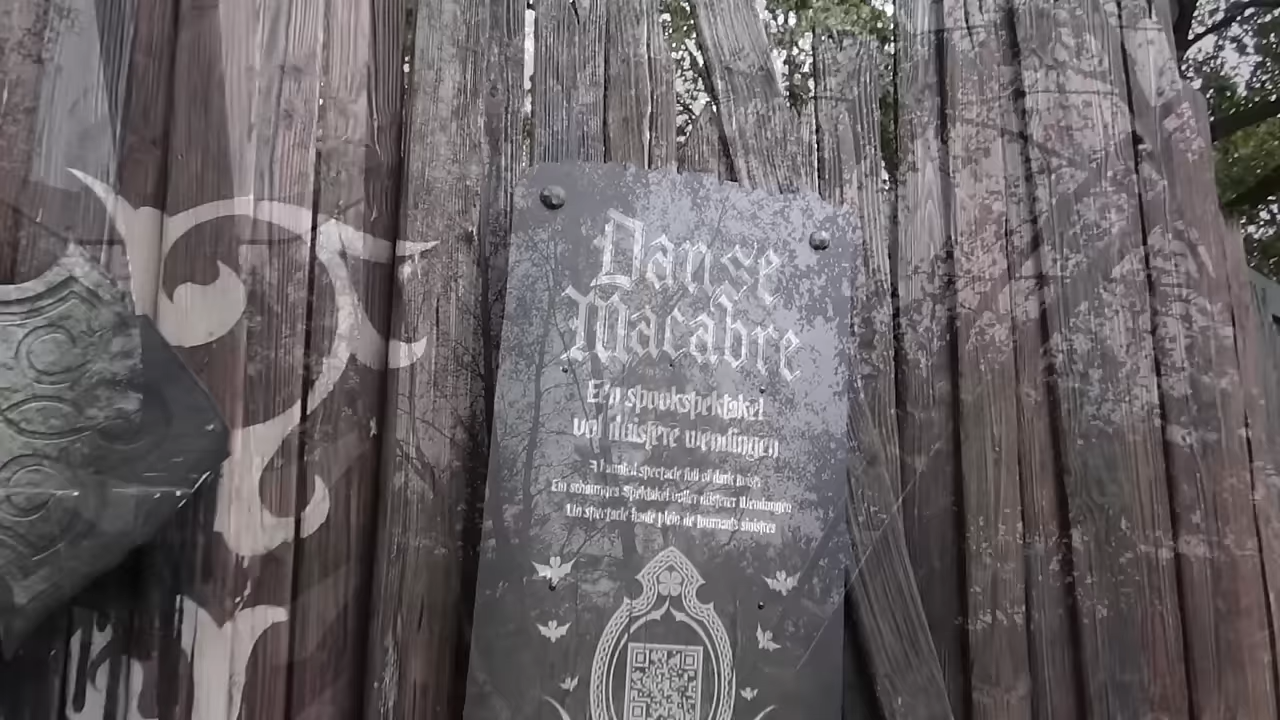 Danse
Macabre
Een spookspektakel
vol duistere wendingen
A haunted spectacle full of dark twists
Ein schauriges Spektakel voller düsterer Wendungen
Un spectacle hanté plein de tournants sinistres